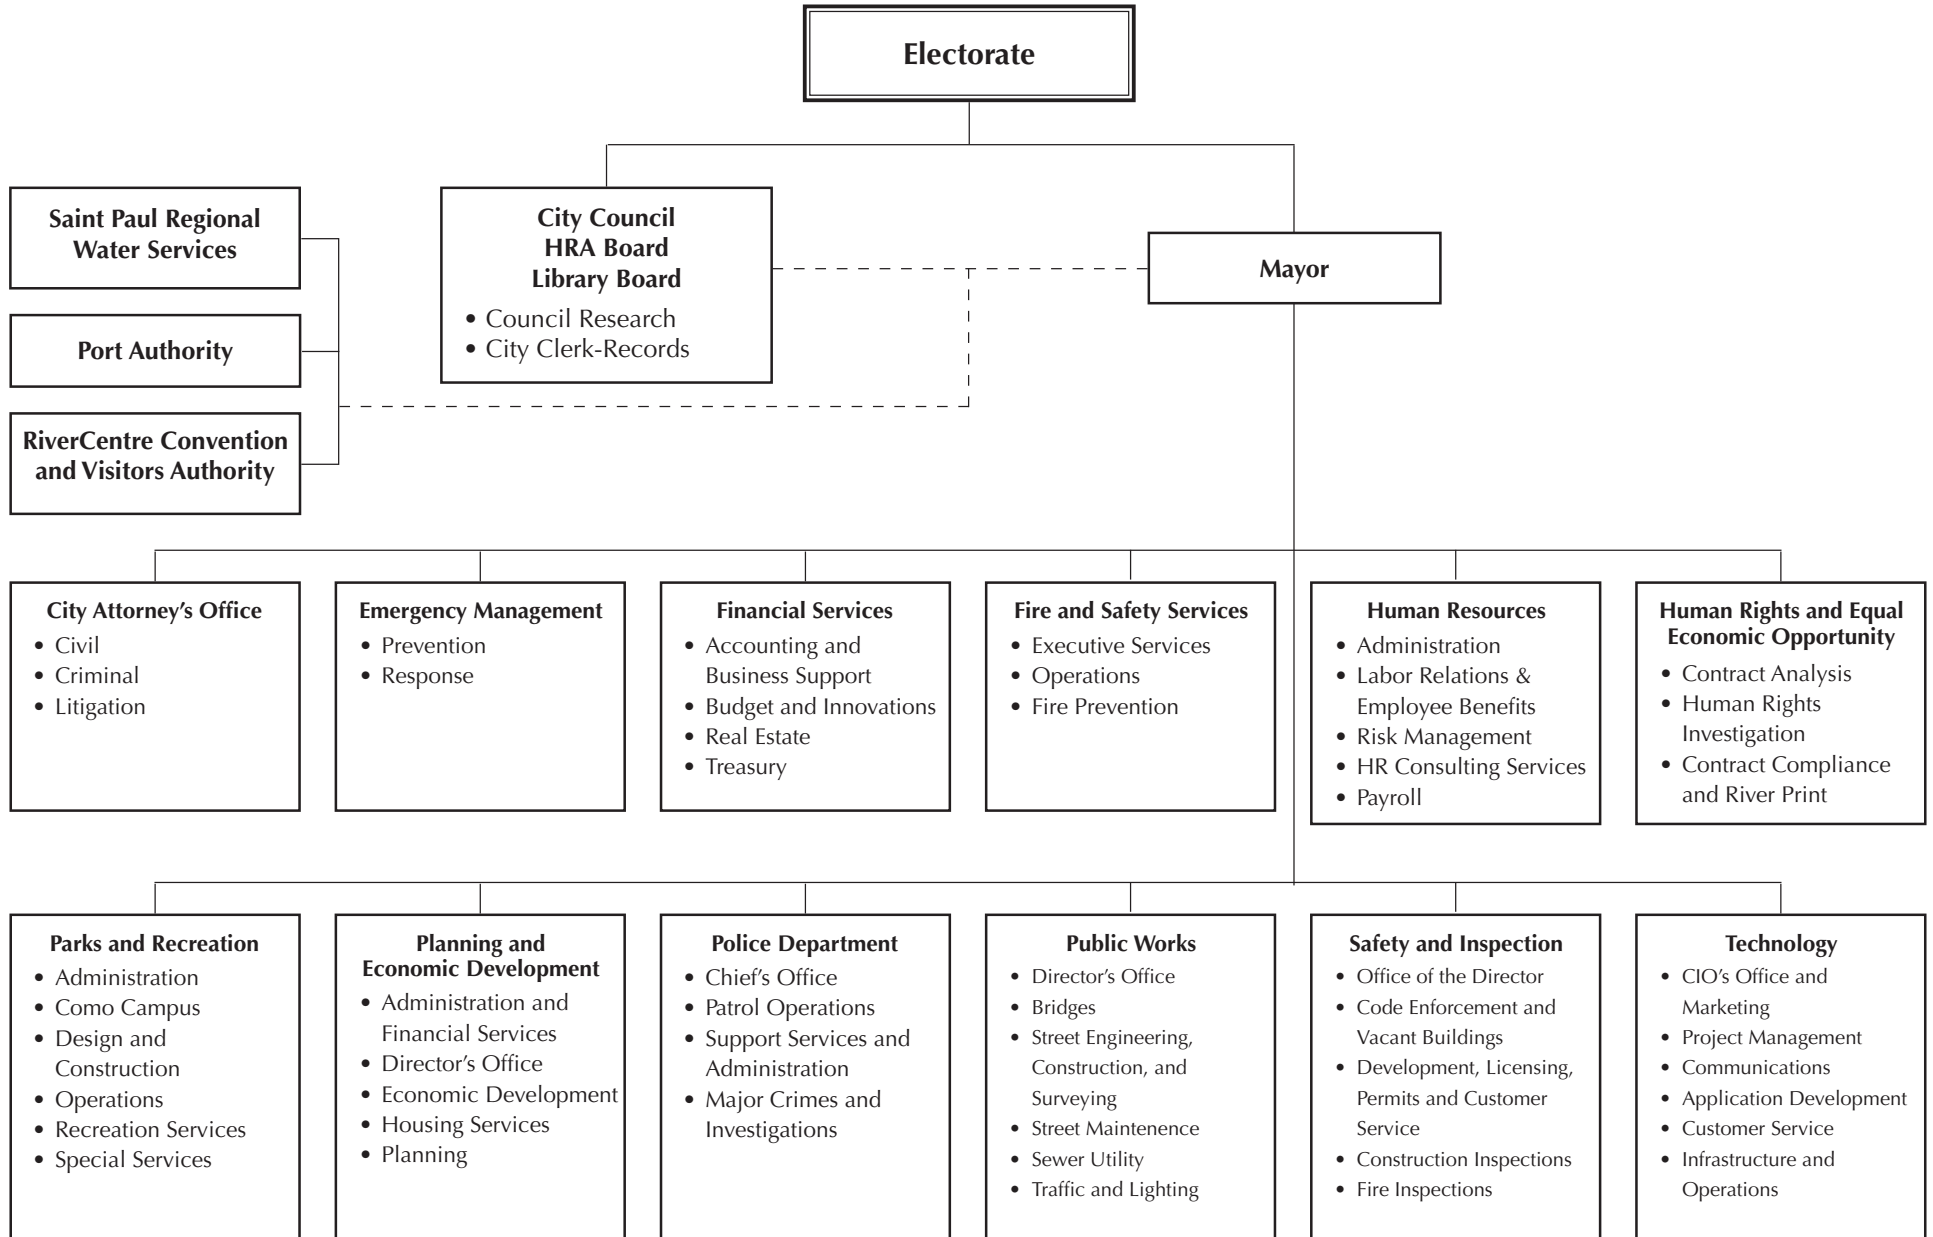 Electorate
Saint Paul Regional
Water Services
City Council
HRA Board
Library Board
• Council Research
• City Clerk-Records
Mayor
Port Authority
RiverCentre Convention
and Visitors Authority
City Attorney’s Office
• Civil
• Criminal
• Litigation
Emergency Management
• Prevention
• Response
Financial Services
• Accounting and
Business Support
• Budget and Innovations
• Real Estate
• Treasury
Fire and Safety Services
• Executive Services
• Operations
• Fire Prevention
Human Resources
• Administration
• Labor Relations &
Employee Benefits
• Risk Management
• HR Consulting Services
• Payroll
Human Rights and Equal
Economic Opportunity
• Contract Analysis
• Human Rights
Investigation
• Contract Compliance
and River Print
Parks and Recreation
• Administration
• Como Campus
• Design and
Construction
• Operations
• Recreation Services
• Special Services
Planning and
Economic Development
• Administration and
Financial Services
• Director’s Office
• Economic Development
• Housing Services
• Planning
Police Department
• Chief’s Office
• Patrol Operations
• Support Services and
Administration
• Major Crimes and
Investigations
Public Works
• Director’s Office
• Bridges
• Street Engineering,
Construction, and
Surveying
• Street Maintenence
• Sewer Utility
• Traffic and Lighting
Safety and Inspection
• Office of the Director
• Code Enforcement and
Vacant Buildings
• Development, Licensing,
Permits and Customer
Service
• Construction Inspections
• Fire Inspections
Technology
• CIO’s Office and
Marketing
• Project Management
• Communications
• Application Development
• Customer Service
• Infrastructure and
Operations